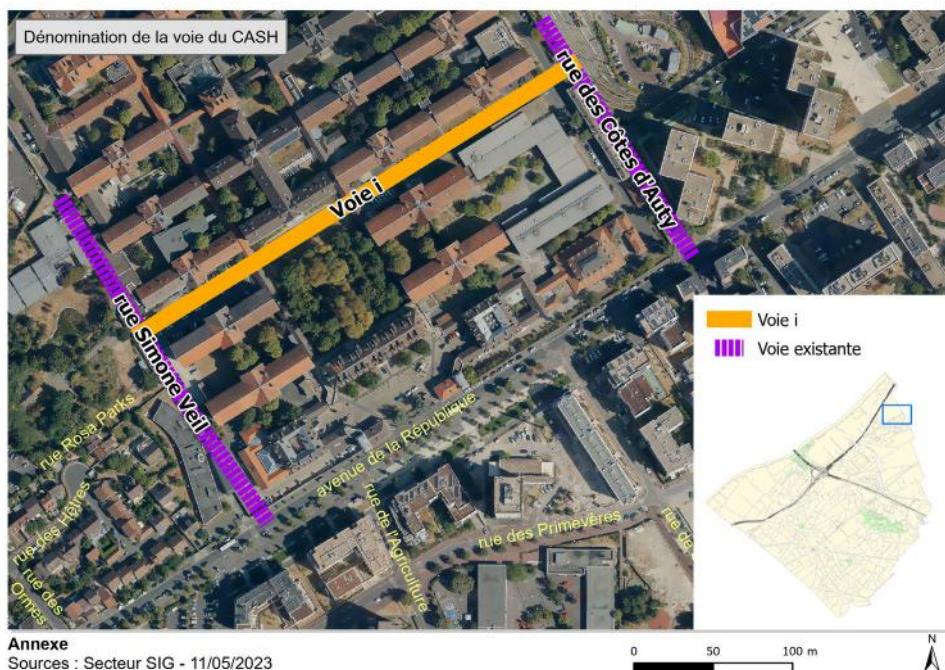 Dénomination de la voie du CASH
rue des Côtes d'Auty
Voie i
rue Simone Veil
Voie i
Voie existante
rue Rosa Parks
avenue de la République
rue des Hêtres
rue de l'Agriculture
rue des Primevères
rue des
Ormes
rue de
Annexe
Sources : Secteur SIG - 11/05/2023
0 50 100 m
N